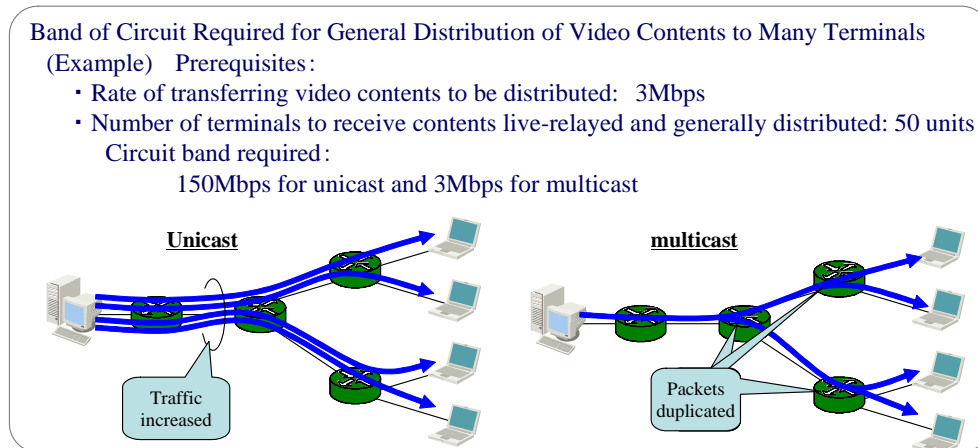 Band of Circuit Required for General Distribution of Video Contents to Many Terminals
(Example) Prerequisites:
・Rate of transferring video contents to be distributed: 3Mbps
・Number of terminals to receive contents live-relayed and generally distributed: 50 units
Circuit band required:
150Mbps for unicast and 3Mbps for multicast
Unicast
multicast
Traffic
increased
Packets
duplicated